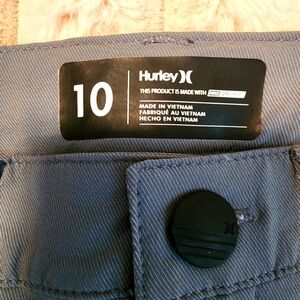 10
Hurley
THIS PRODUCT IS MADE WITH
MADE IN VIETNAM
FABRIQUÉ AU VIETNAM
HECHO EN VIETNAM